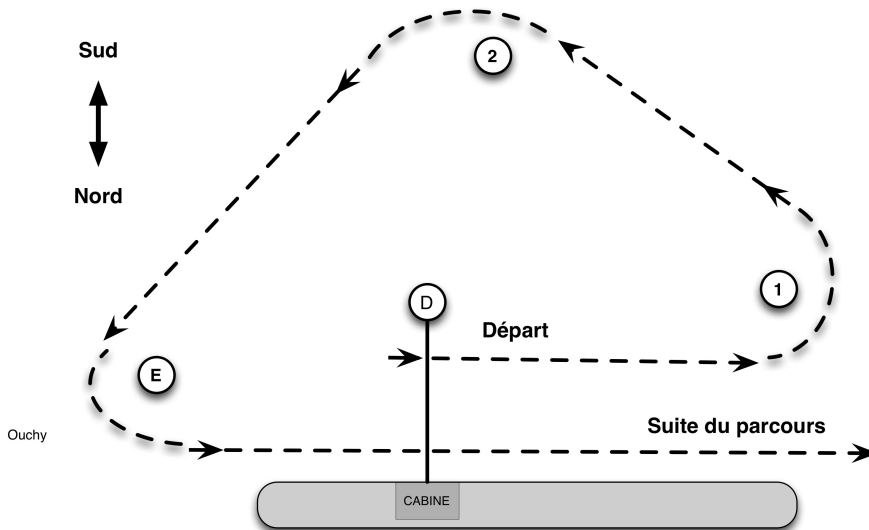 Sud
2
Nord
1
D
Départ
E
Suite du parcours
Ouchy
CABINE